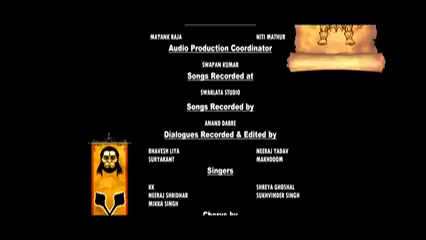 MAYANK RAJA NITI MATHUR
Audio Production Coordinator
SWAPAN KUMAR
Songs Recorded at
SWARLATA STUDIO
Songs Recorded by
ANAND DABRE
Dialogues Recorded & Edited by
BHAVESH LIYA NEERAJ YADAV
SURYAKANT MAKHDOOM
Singers
KK SHREYA GHOSHAL
NEERAJ SHRIDHAR SUKHVINDER SINGH
MIKKA SINGH
Chorus by